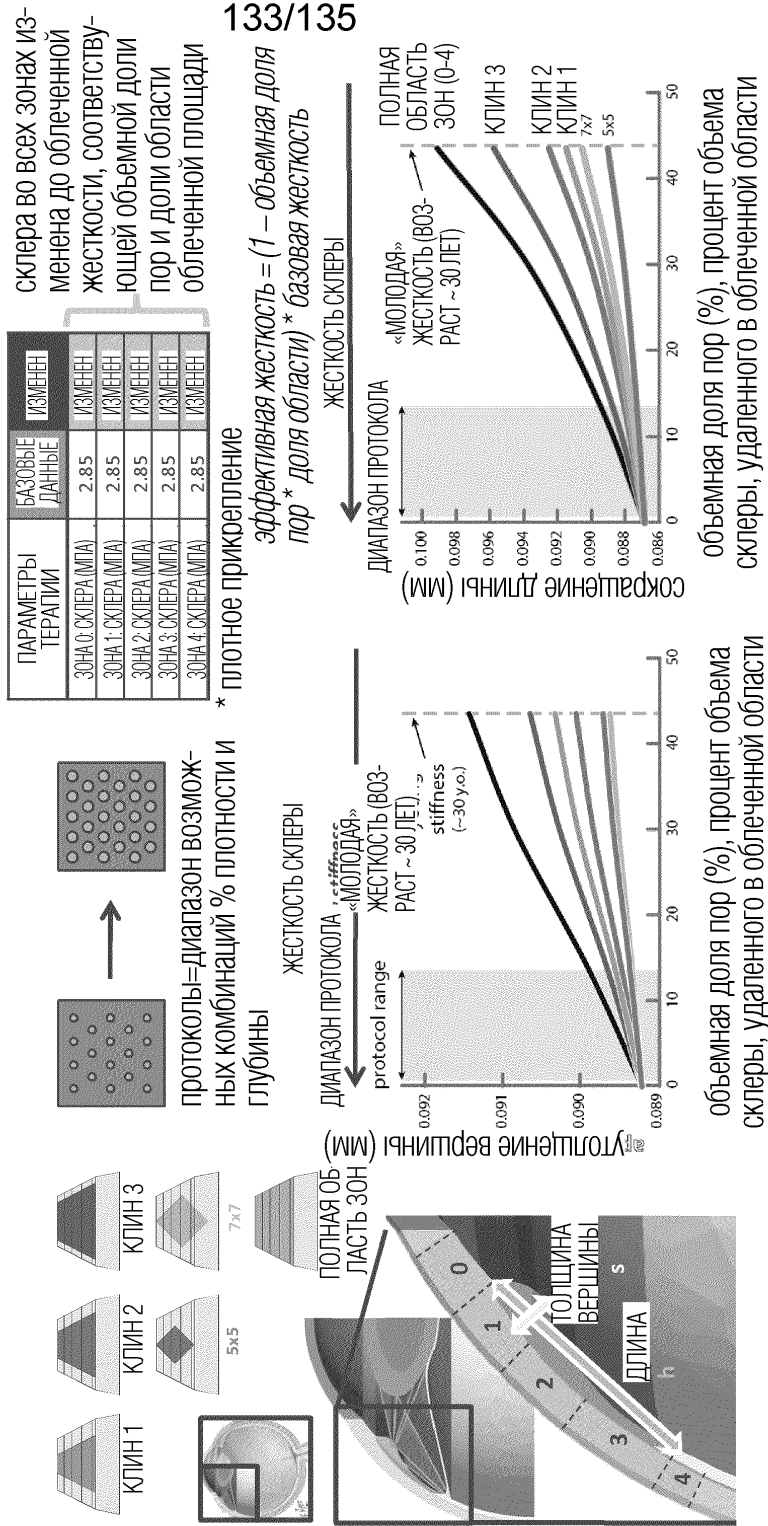 133/135
КЛИН 1
КЛИН 2
КЛИН 3
5x5
7x7
ПОЛНАЯ ОБ-
ЛАСТЬ ЗОН
протоколы=диапазон возмож-
ных комбинаций % плотности и
глубины
ПАРАМЕТРЫ
ТЕРАПИИ
БАЗОВЫЕ
ДАННЫЕ
ИЗМЕНЕН
ЗОНА 0: СКЛЕРА (МПА) 2.85 ИЗМЕНЕН
ЗОНА 1: СКЛЕРА (МПА) 2.85 ИЗМЕНЕН
ЗОНА 2: СКЛЕРА (МПА) 2.85 ИЗМЕНЕН
ЗОНА 3: СКЛЕРА (МПА) 2.85 ИЗМЕНЕН
ЗОНА 4: СКЛЕРА (МПА) 2.85 ИЗМЕНЕН
* плотное прикрепление
склера во всех зонах из-
менена до облеченной
жесткости, соответству-
ющей объемной доли
пор и доли области
облеченной площади
эффективная жесткость = (1 – объемная доля
пор * доля области) * базовая жесткость
0
1
2
3
4
ТОЛЩИНА
ВЕРШИНЫ
s
ДЛИНА
h
ЖЕСТКОСТЬ СКЛЕРЫ
ДИАПАЗОН ПРОТОКОЛА
protocol range
stiffness
«МОЛОДАЯ»
ЖЕСТКОСТЬ (ВОЗ-
РАСТ ~ 30 ЛЕТ)
stiffness
(~30 y.o.)
утолщение вершины (мм)
0.092
0.091
0.090
0.089
0 10 20 30 40 50
объемная доля пор (%), процент объема
склеры, удаленного в облеченной области
ЖЕСТКОСТЬ СКЛЕРЫ
ДИАПАЗОН ПРОТОКОЛА
«МОЛОДАЯ»
ЖЕСТКОСТЬ (ВОЗ-
РАСТ ~ 30 ЛЕТ)
ПОЛНАЯ
ОБЛАСТЬ
ЗОН (0-4)
КЛИН 3
КЛИН 2
КЛИН 1
7x7
5x5
сокращение длины (мм)
0.100
0.098
0.096
0.094
0.092
0.090
0.088
0.086
0 10 20 30 40 50
объемная доля пор (%), процент объема
склеры, удаленного в облеченной области